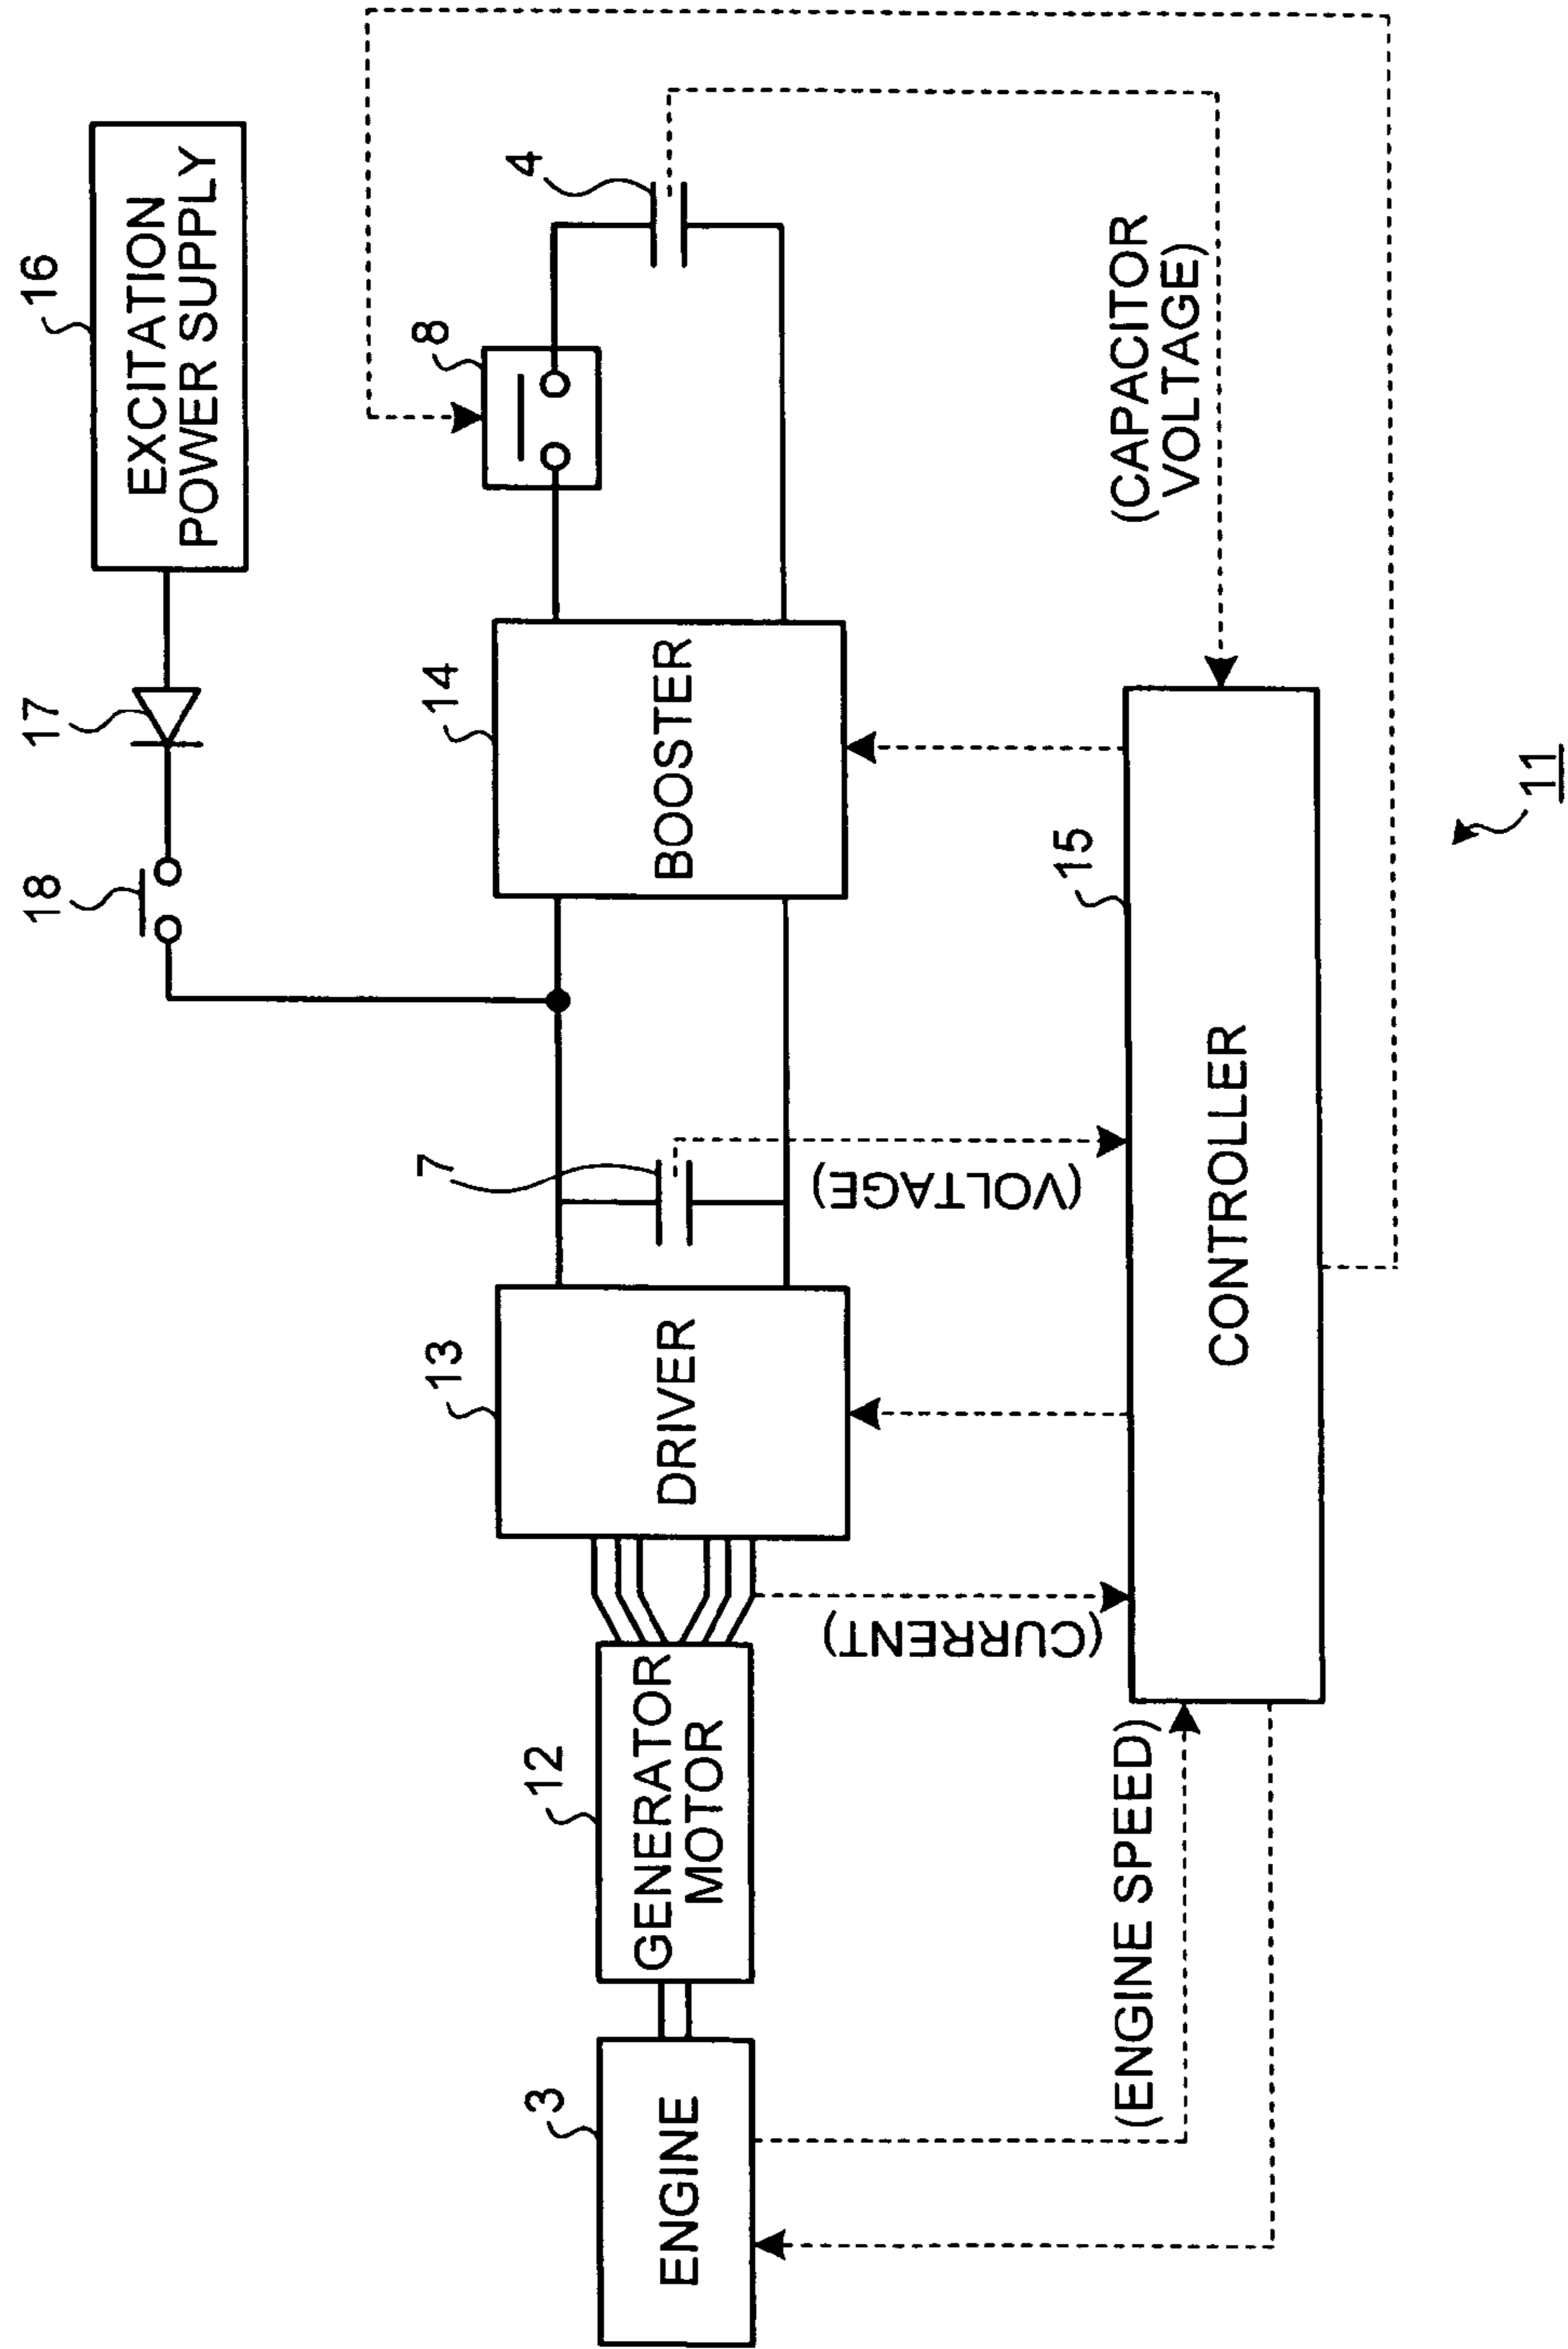 16
EXCITATION
POWER SUPPLY
17
18
4
8
14
BOOSTER
7
13
DRIVER
12
GENERATOR
MOTOR
3
ENGINE
(CAPACITOR
VOLTAGE)
(VOLTAGE)
(CURRENT)
(ENGINE SPEED)
15
CONTROLLER
11